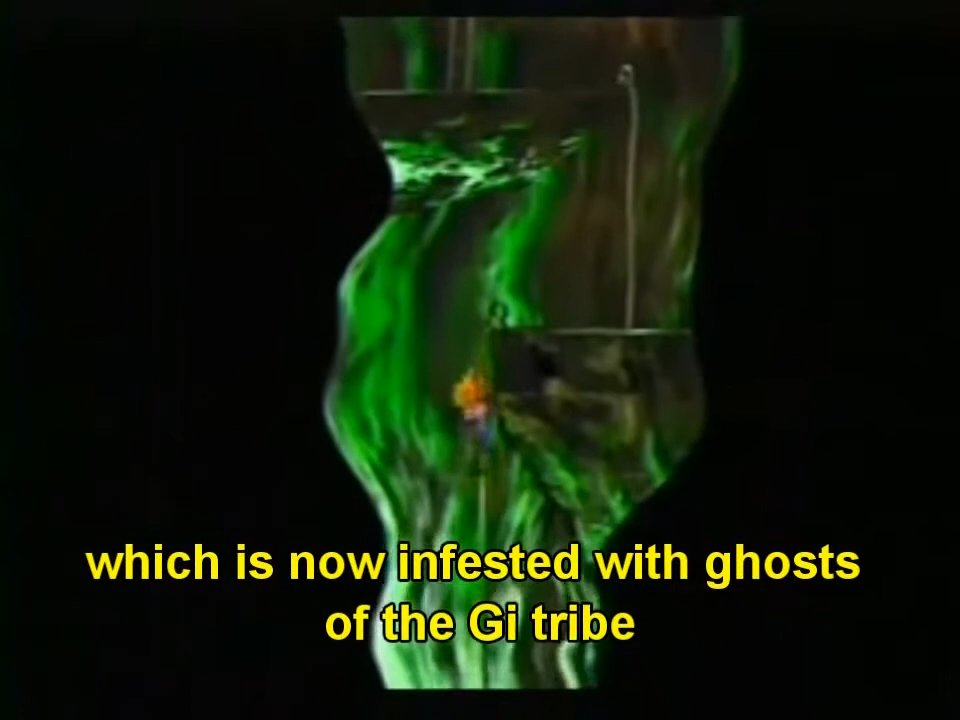 which is now infested with ghosts
of the Gi tribe